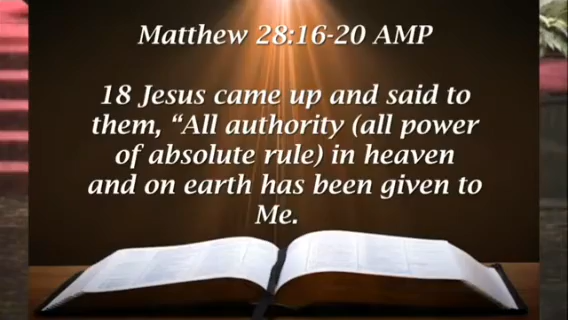 Matthew 28:16-20 AMP
18 Jesus came up and said to
them, “All authority (all power
of absolute rule) in heaven
and on earth has been given to
Me.